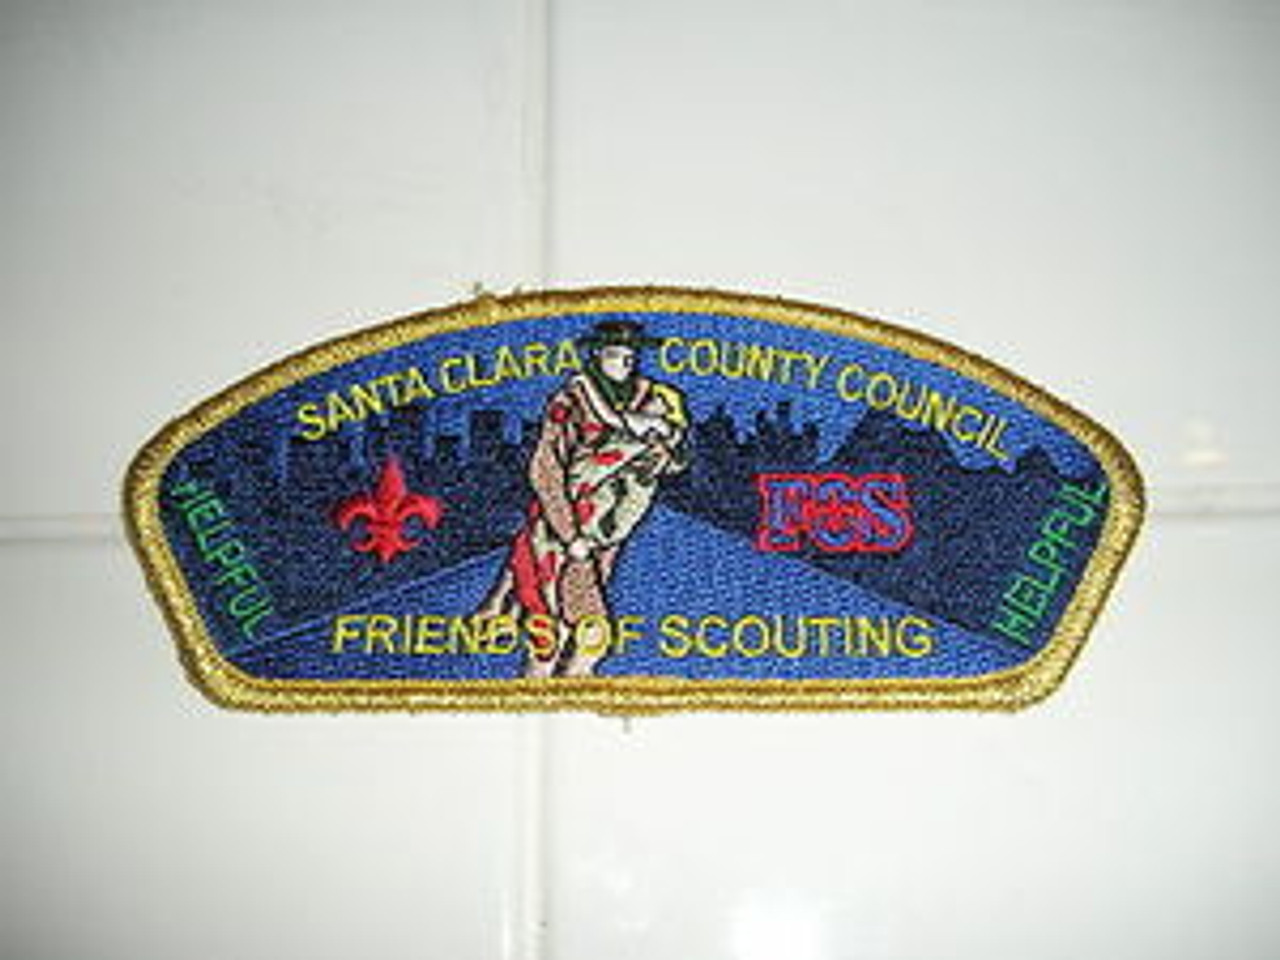 SANTA CLARA COUNTY COUNCIL
HELPFUL
FOS
HELPFUL
FRIENDS OF SCOUTING